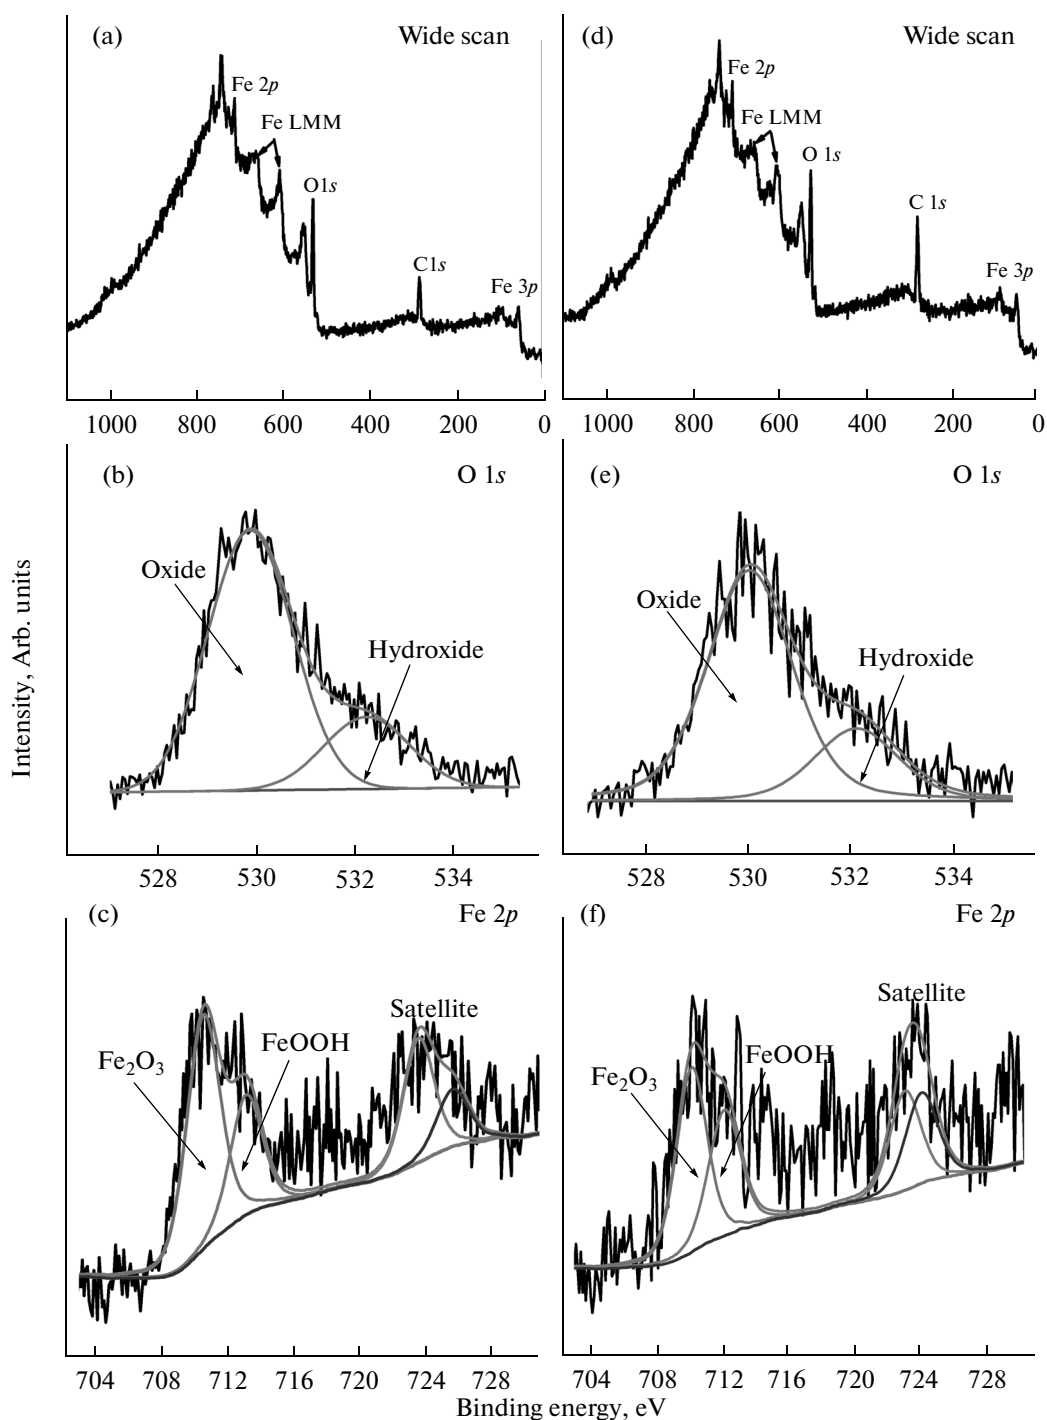 (a) Wide scan
Fe 2p
Fe LMM
O1s
C1s
Fe 3p
1000 800 600 400 200 0
(d) Wide scan
Fe 2p
Fe LMM
O 1s
C 1s
Fe 3p
1000 800 600 400 200 0
Intensity, Arb. units
(b) O 1s
Oxide
Hydroxide
528 530 532 534
(e) O 1s
Oxide
Hydroxide
528 530 532 534
(c) Fe 2p
Satellite
FeOOH
Fe₂O₃
704 708 712 716 720 724 728
(f) Fe 2p
Satellite
FeOOH
Fe₂O₃
704 708 712 716 720 724 728
Binding energy, eV